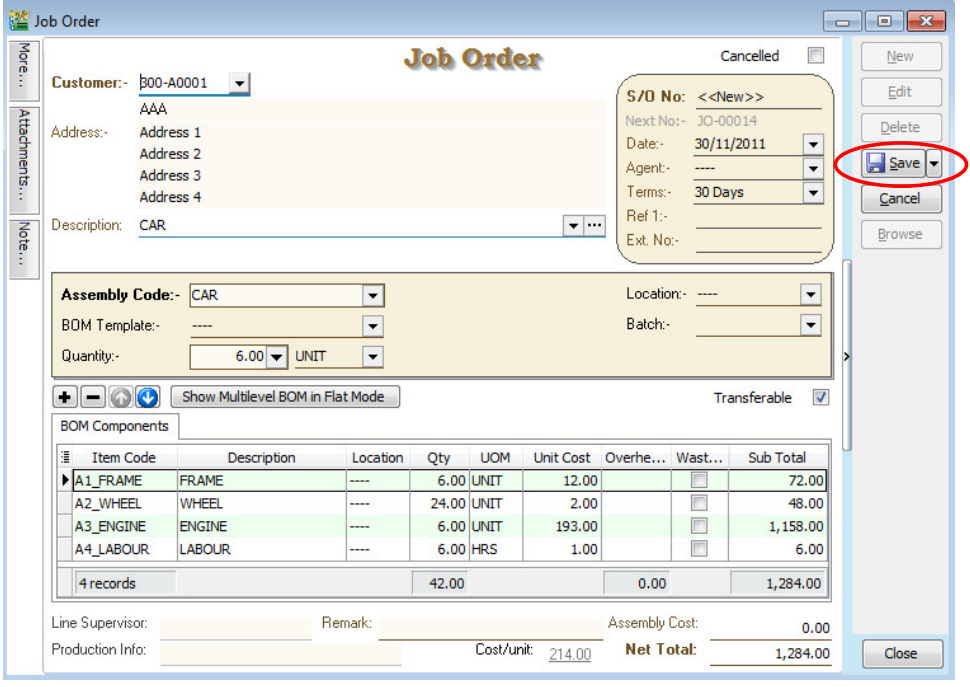 Job Order
More...
Attachments...
Note...
Job Order
Cancelled
Customer:- 300-A0001
AAA
Address:- Address 1
Address 2
Address 3
Address 4
Description: CAR
S/O No: <<New>>
Next No:- JO-00014
Date:- 30/11/2011
Agent:- ----
Terms:- 30 Days
Ref 1:-
Ext. No:-
New
Edit
Delete
Save
Cancel
Browse
Assembly Code:- CAR
Location:- ----
BOM Template:- ----
Batch:-
Quantity:- 6.00 UNIT
Show Multilevel BOM in Flat Mode
Transferable
BOM Components
Item Code Description Location Qty UOM Unit Cost Overhe... Wast... Sub Total
A1_FRAME FRAME ---- 6.00 UNIT 12.00 72.00
A2_WHEEL WHEEL ---- 24.00 UNIT 2.00 48.00
A3_ENGINE ENGINE ---- 6.00 UNIT 193.00 1,158.00
A4_LABOUR LABOUR ---- 6.00 HRS 1.00 6.00
4 records 42.00 0.00 1,284.00
Line Supervisor: Remark: Assembly Cost: 0.00
Production Info: Cost/unit: 214.00 Net Total: 1,284.00
Close